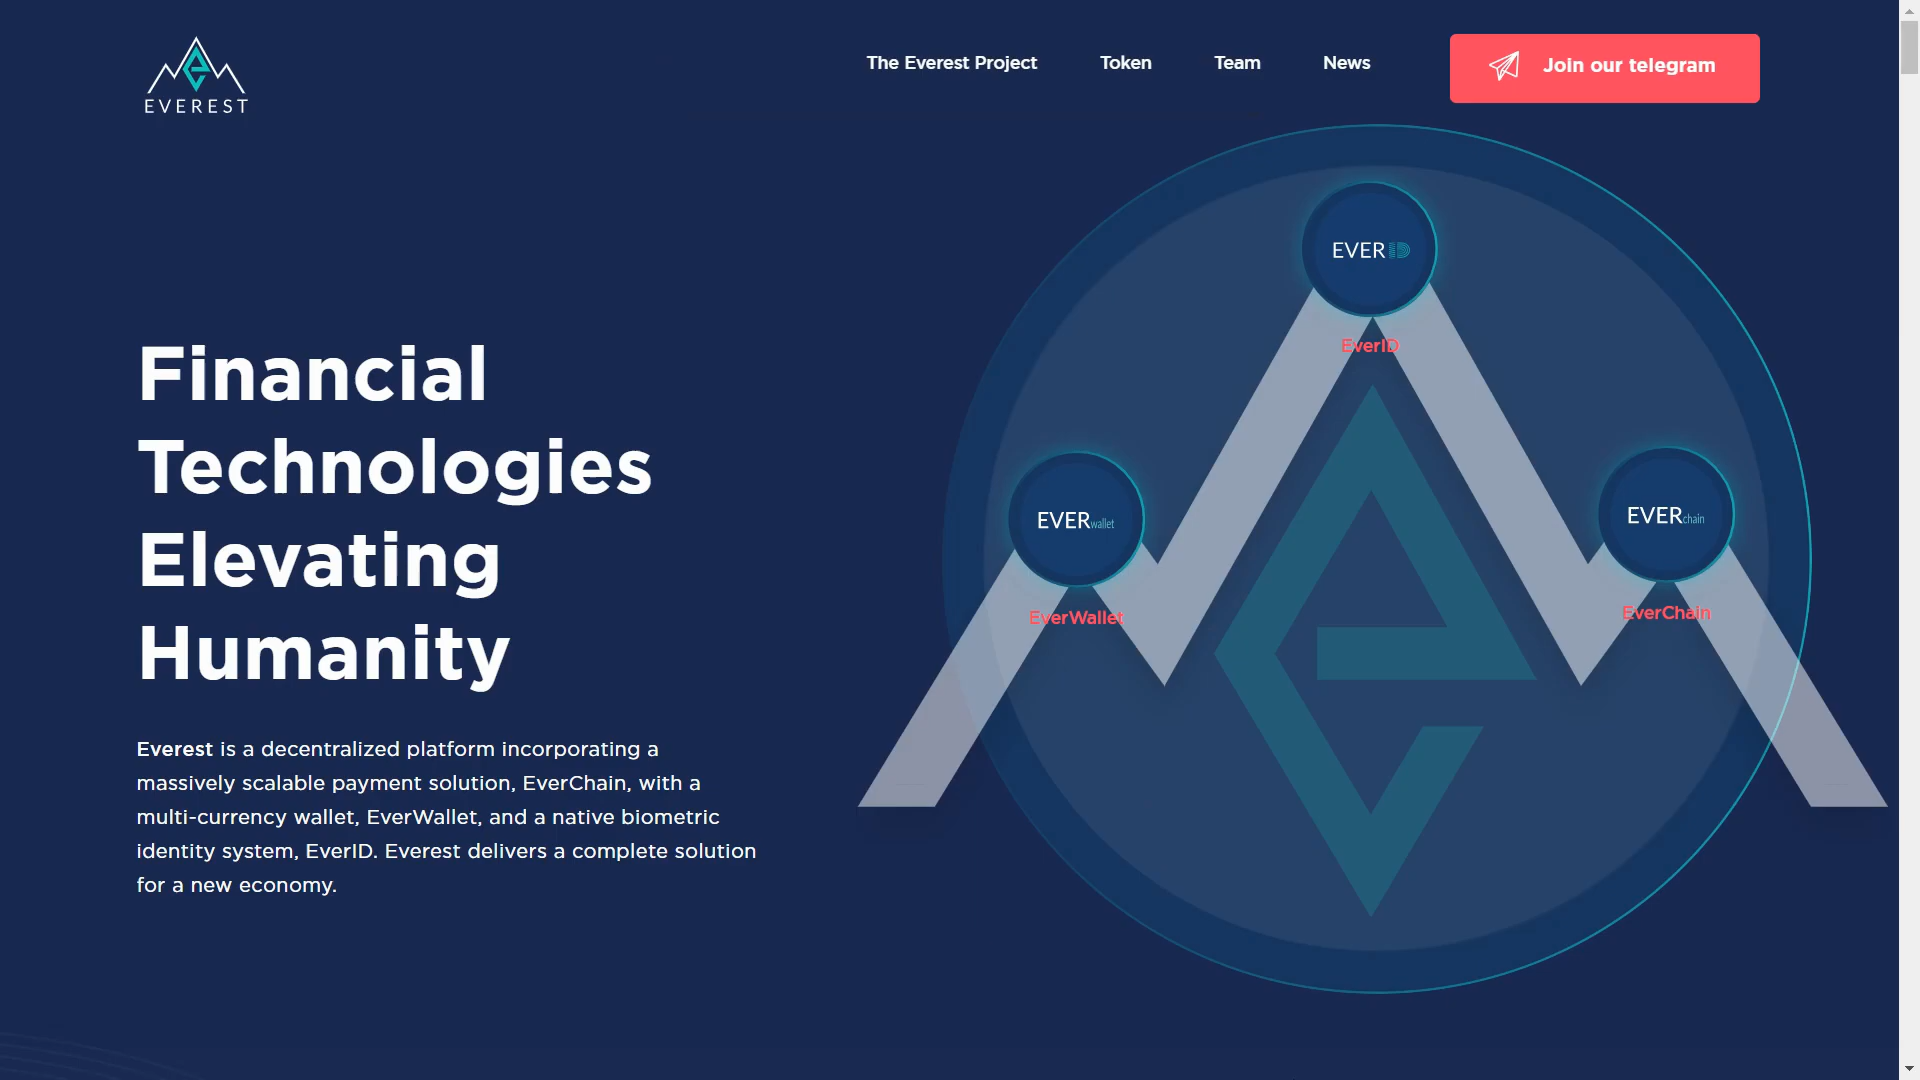 EVEREST
The Everest Project
Token
Team
News
Join our telegram
EVERID
EverID
Financial
Technologies
Elevating
Humanity
EVERwallet
EverWallet
EVERchain
EverChain
Everest is a decentralized platform incorporating a
massively scalable payment solution, EverChain, with a
multi-currency wallet, EverWallet, and a native biometric
identity system, EverID. Everest delivers a complete solution
for a new economy.